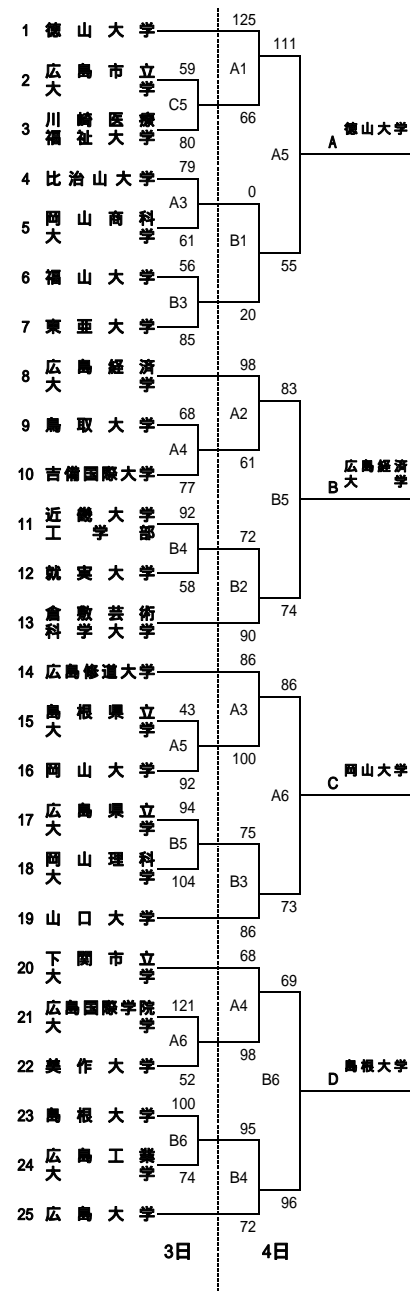 125
1 徳山大学
111
A1
59
2 広島市立大学
C5
66
徳山大学
A
3 川崎医療福祉大学
80
A5
79
4 比治山大学
0
A3
5 岡山商科大学
61
B1
55
56
6 福山大学
B3
20
7 東亜大学
85
98
8 広島経済大学
83
A2
68
9 鳥取大学
A4
61
広島経済大学
B
10 吉備国際大学
77
B5
92
11 近畿大学工学部
72
B4
12 就実大学
58
B2
74
13 倉敷芸術科学大学
90
86
14 広島修道大学
86
A3
43
15 島根県立大学
A5
100
岡山大学
C
16 岡山大学
92
A6
94
17 広島県立大学
75
B5
18 岡山理科大学
104
B3
73
19 山口大学
86
68
20 下関市立大学
69
A4
121
21 広島国際学院大学
A6
98
島根大学
D
22 美作大学
52
B6
100
23 島根大学
95
B6
24 広島工業大学
74
B4
96
25 広島大学
72
3日
4日